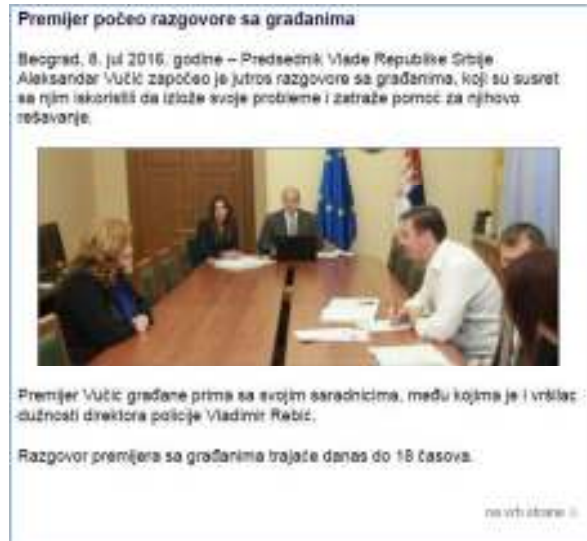 Premijer počeo razgovore sa građanima
Beograd, 8. jul 2016. godine – Predsednik Vlade Republike Srbije
Aleksandar Vučić započeo je jutros razgovore sa građanima, koji su susret
sa njim iskoristili da izlože svoje probleme i zatraže pomoć za njihovo
rešavanje.
Premijer Vučić građane prima sa svojim saradnicima, među kojima je i vršilac
dužnosti direktora policije Vladimir Rebić.
Razgovor premijera sa građanima trajaće danas do 18 časova.
na vrh strane